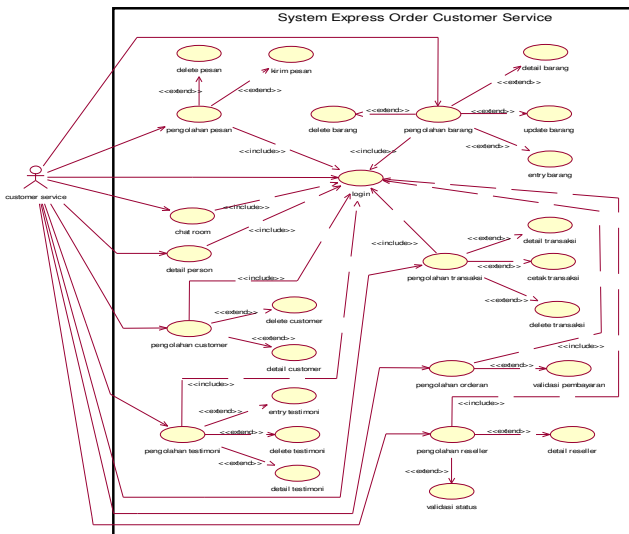 System Express Order Customer Service
delete pesan
kirim pesan
detail barang
<<extend>>
<<extend>>
<<extend>>
pengolahan pesan
delete barang
<<extend>>
pengolahan barang
<<extend>>
update barang
<<include>>
<<include>>
<<extend>>
entry barang
customer service
login
chat room
<<include>>
detail person
<<include>>
<<include>>
pengolahan transaksi
<<extend>>
detail transaksi
<<extend>>
cetak transaksi
<<include>>
<<extend>>
delete transaksi
pengolahan customer
<<extend>>
delete customer
<<extend>>
detail customer
<<include>>
pengolahan orderan
<<extend>>
validasi pembayaran
<<include>>
<<extend>>
entry testimoni
<<include>>
pengolahan testimoni
<<extend>>
delete testimoni
<<extend>>
detail testimoni
pengolahan reseller
<<extend>>
detail reseller
<<extend>>
validasi status